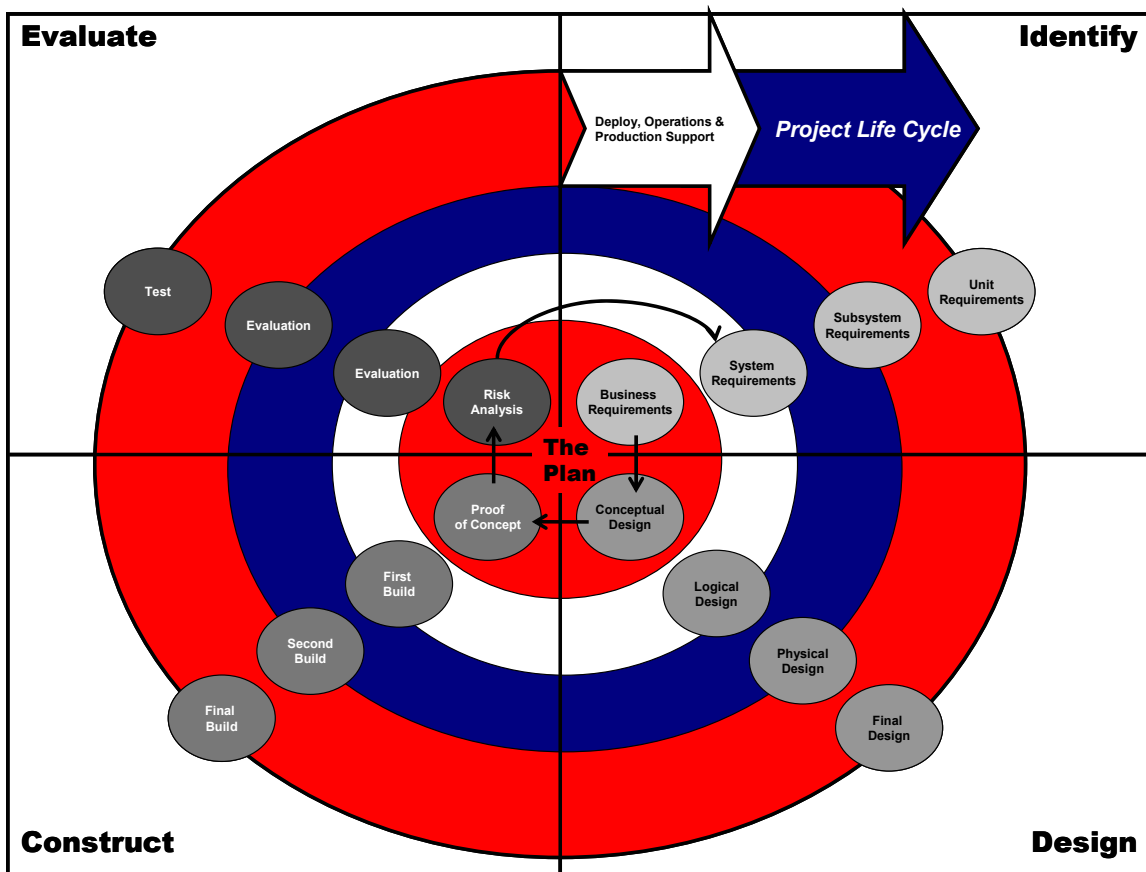 Evaluate
Identify
Deploy, Operations &
Production Support
Project Life Cycle
Test
Evaluation
Evaluation
Risk
Analysis
Business
Requirements
System
Requirements
Subsystem
Requirements
Unit
Requirements
The
Plan
Proof
of Concept
Conceptual
Design
First
Build
Logical
Design
Second
Build
Physical
Design
Final
Build
Final
Design
Construct
Design